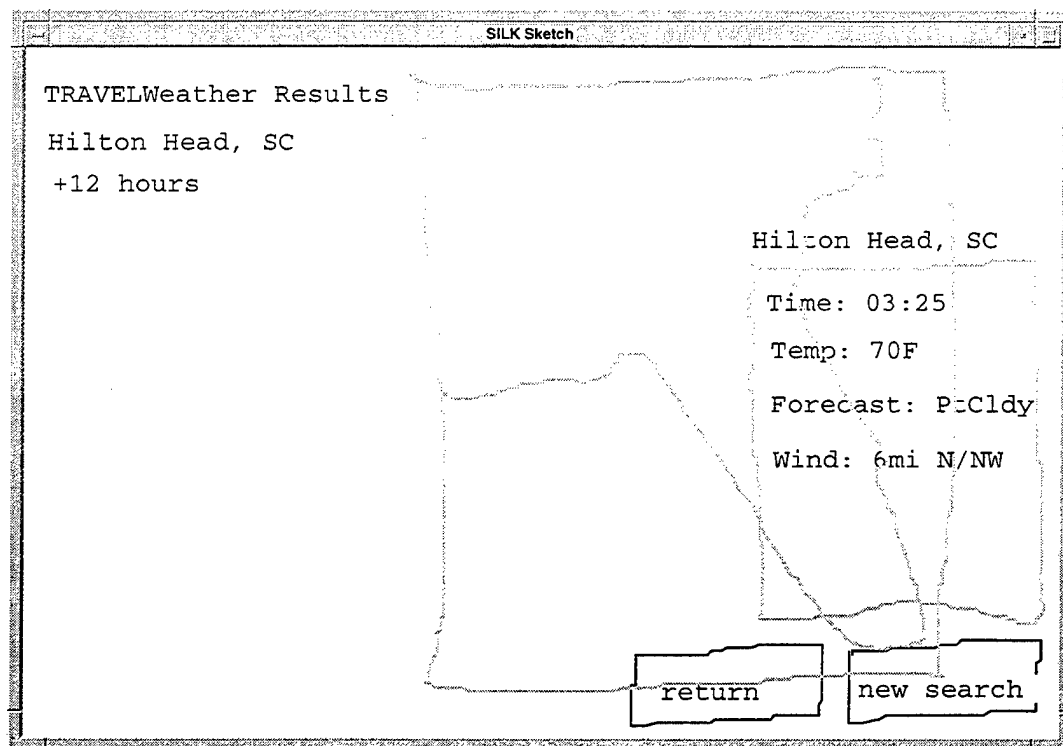 SILK Sketch
TRAVELWeather Results
Hilton Head, SC
+12 hours
Hilton Head, SC
Time: 03:25
Temp: 70F
Forecast: PtCldy
Wind: 6mi N/NW
return
new search